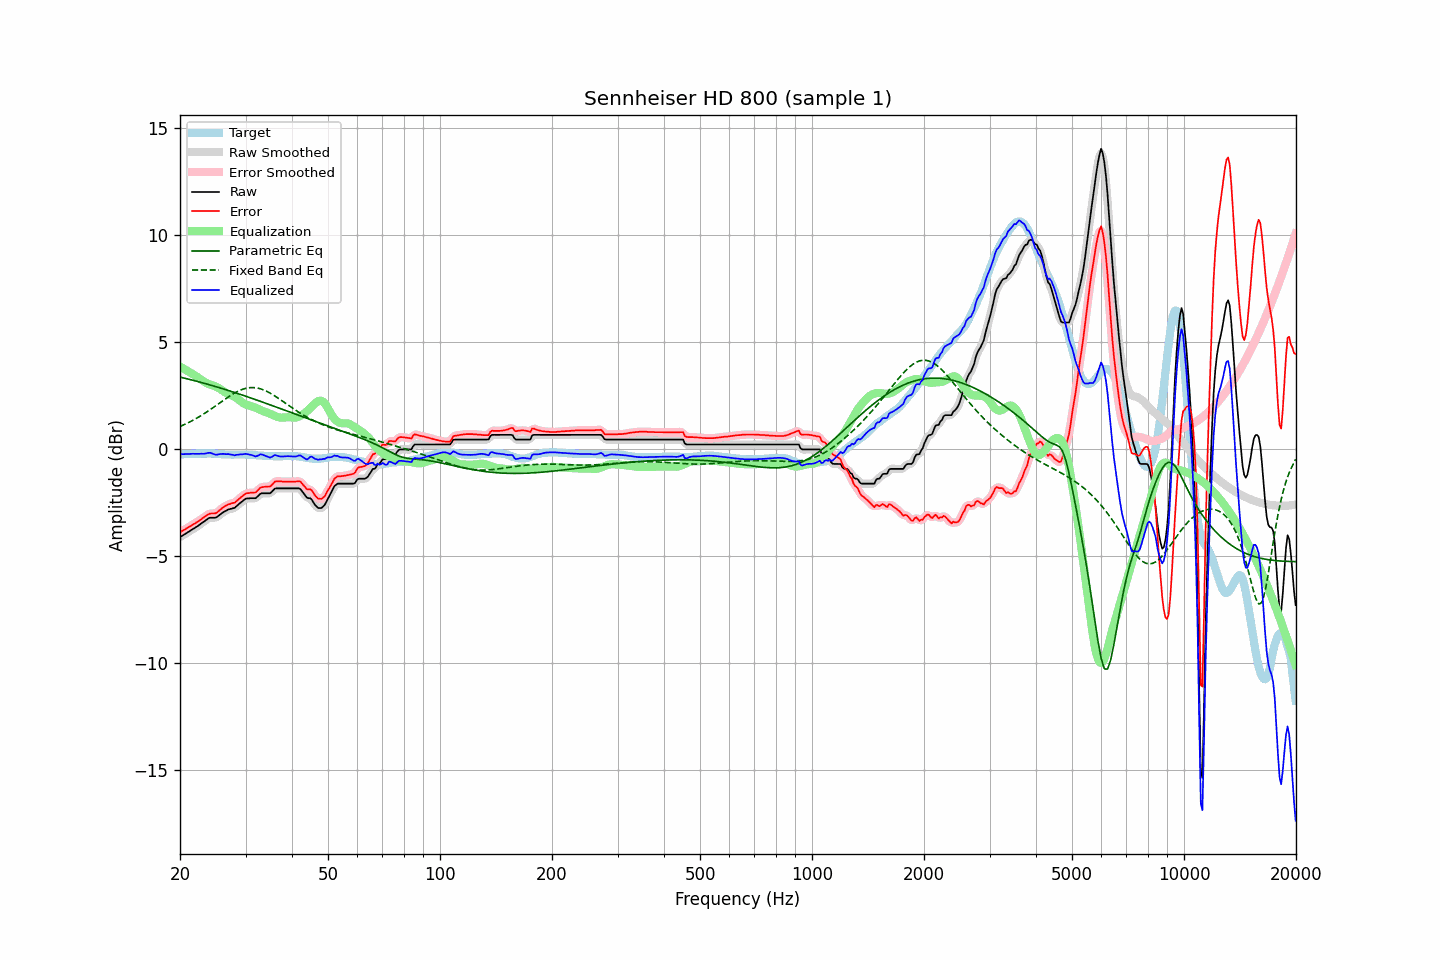 Sennheiser HD 800 (sample 1)
15
10
5
0
−5
−10
−15
Amplitude (dBr)
Target
Raw Smoothed
Error Smoothed
Raw
Error
Equalization
Parametric Eq
Fixed Band Eq
Equalized
20 50 100 200 500 1000 2000 5000 10000 20000
Frequency (Hz)